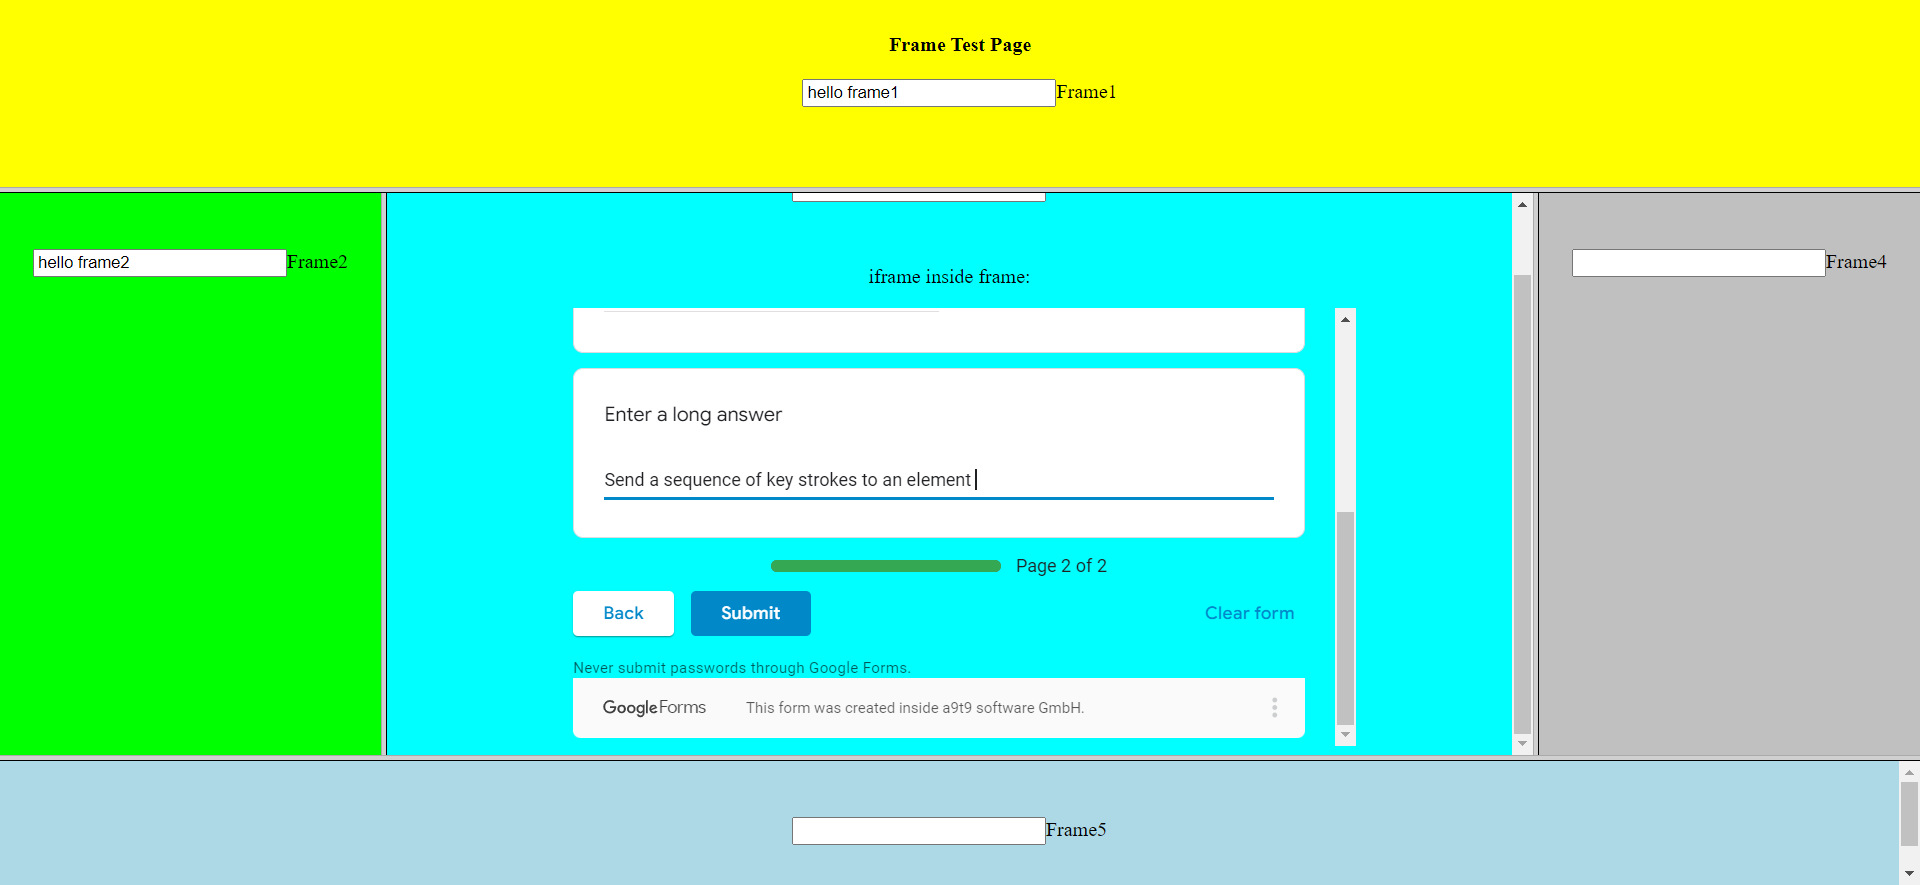 Frame Test Page
hello frame1 Frame1
hello frame2 Frame2
iframe inside frame:
Frame4
Enter a long answer
Send a sequence of key strokes to an element
Page 2 of 2
Back Submit Clear form
Never submit passwords through Google Forms.
Google Forms This form was created inside a9t9 software GmbH.
Frame5